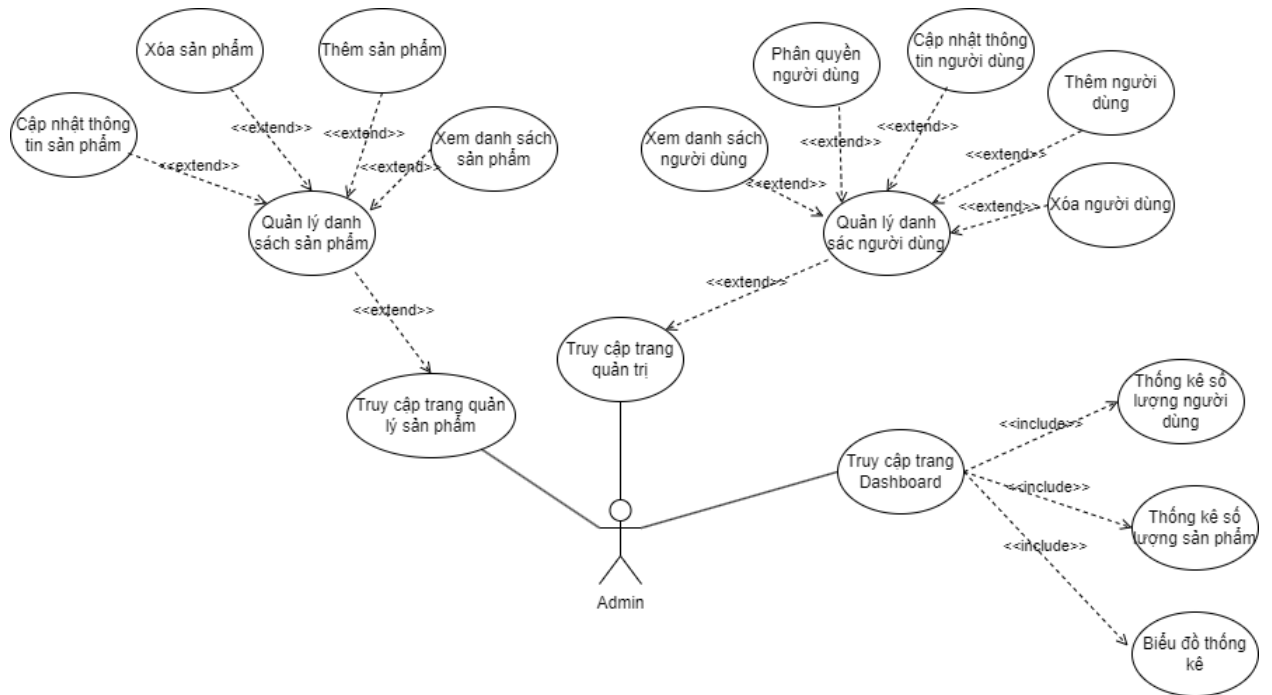 Xóa sản phẩm
Thêm sản phẩm
Cập nhật thông
tin sản phẩm
Xem danh sách
sản phẩm
<<extend>>
<<extend>>
<<extend>>
<<extend>>
Quản lý danh
sách sản phẩm
<<extend>>
Truy cập trang quản
lý sản phẩm
Phân quyền
người dùng
Cập nhật thông
tin người dùng
Thêm người
dùng
Xem danh sách
người dùng
Xóa người dùng
<<extend>>
<<extend>>
<<extend>>
<<extend>>
<<extend>>
Quản lý danh
sác người dùng
<<extend>>
Truy cập trang
quản trị
Truy cập trang
Dashboard
<<include>>
<<include>>
<<include>>
Thống kê số
lượng người
dùng
Thống kê số
lượng sản phẩm
Biểu đồ thống
kê
Admin